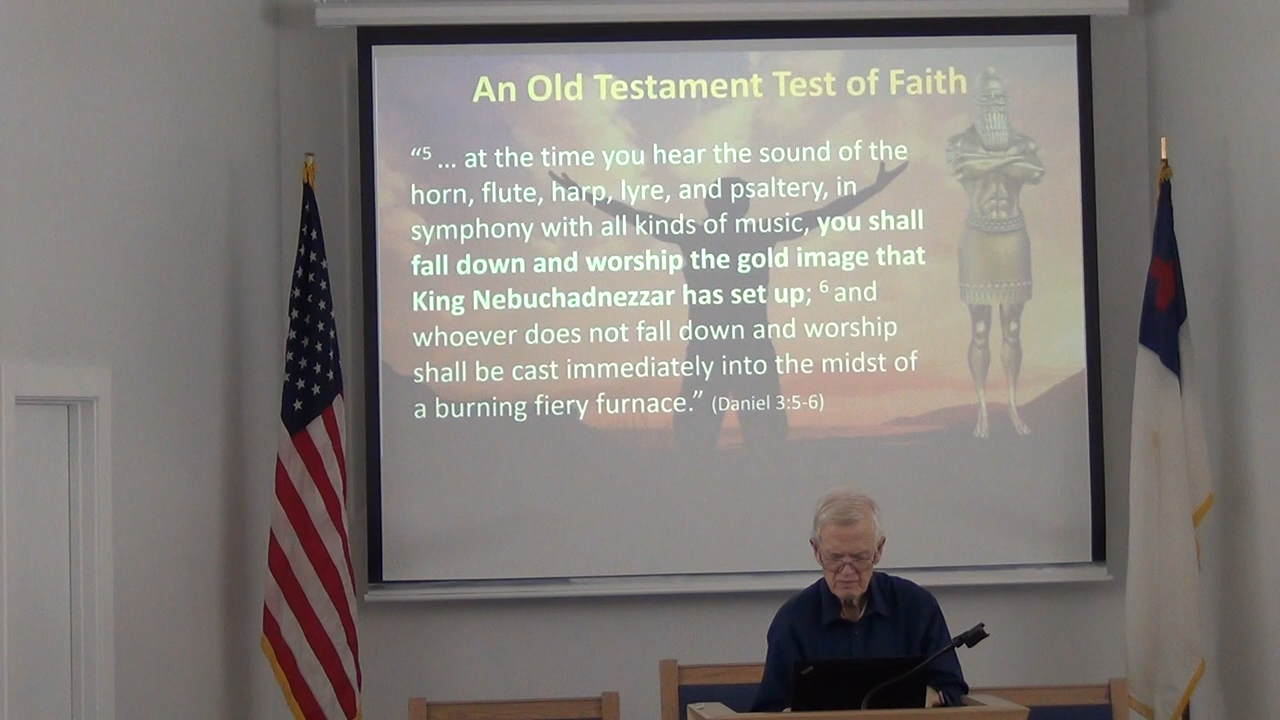 An Old Testament Test of Faith
“5 ... at the time you hear the sound of the
horn, flute, harp, lyre, and psaltery, in
symphony with all kinds of music, you shall
fall down and worship the gold image that
King Nebuchadnezzar has set up; 6 and
whoever does not fall down and worship
shall be cast immediately into the midst of
a burning fiery furnace.” (Daniel 3:5-6)